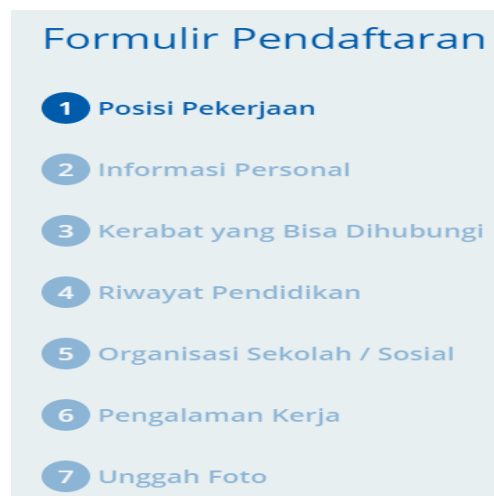 Formulir Pendaftaran
1 Posisi Pekerjaan
2 Informasi Personal
3 Kerabat yang Bisa Dihubungi
4 Riwayat Pendidikan
5 Organisasi Sekolah / Sosial
6 Pengalaman Kerja
7 Unggah Foto